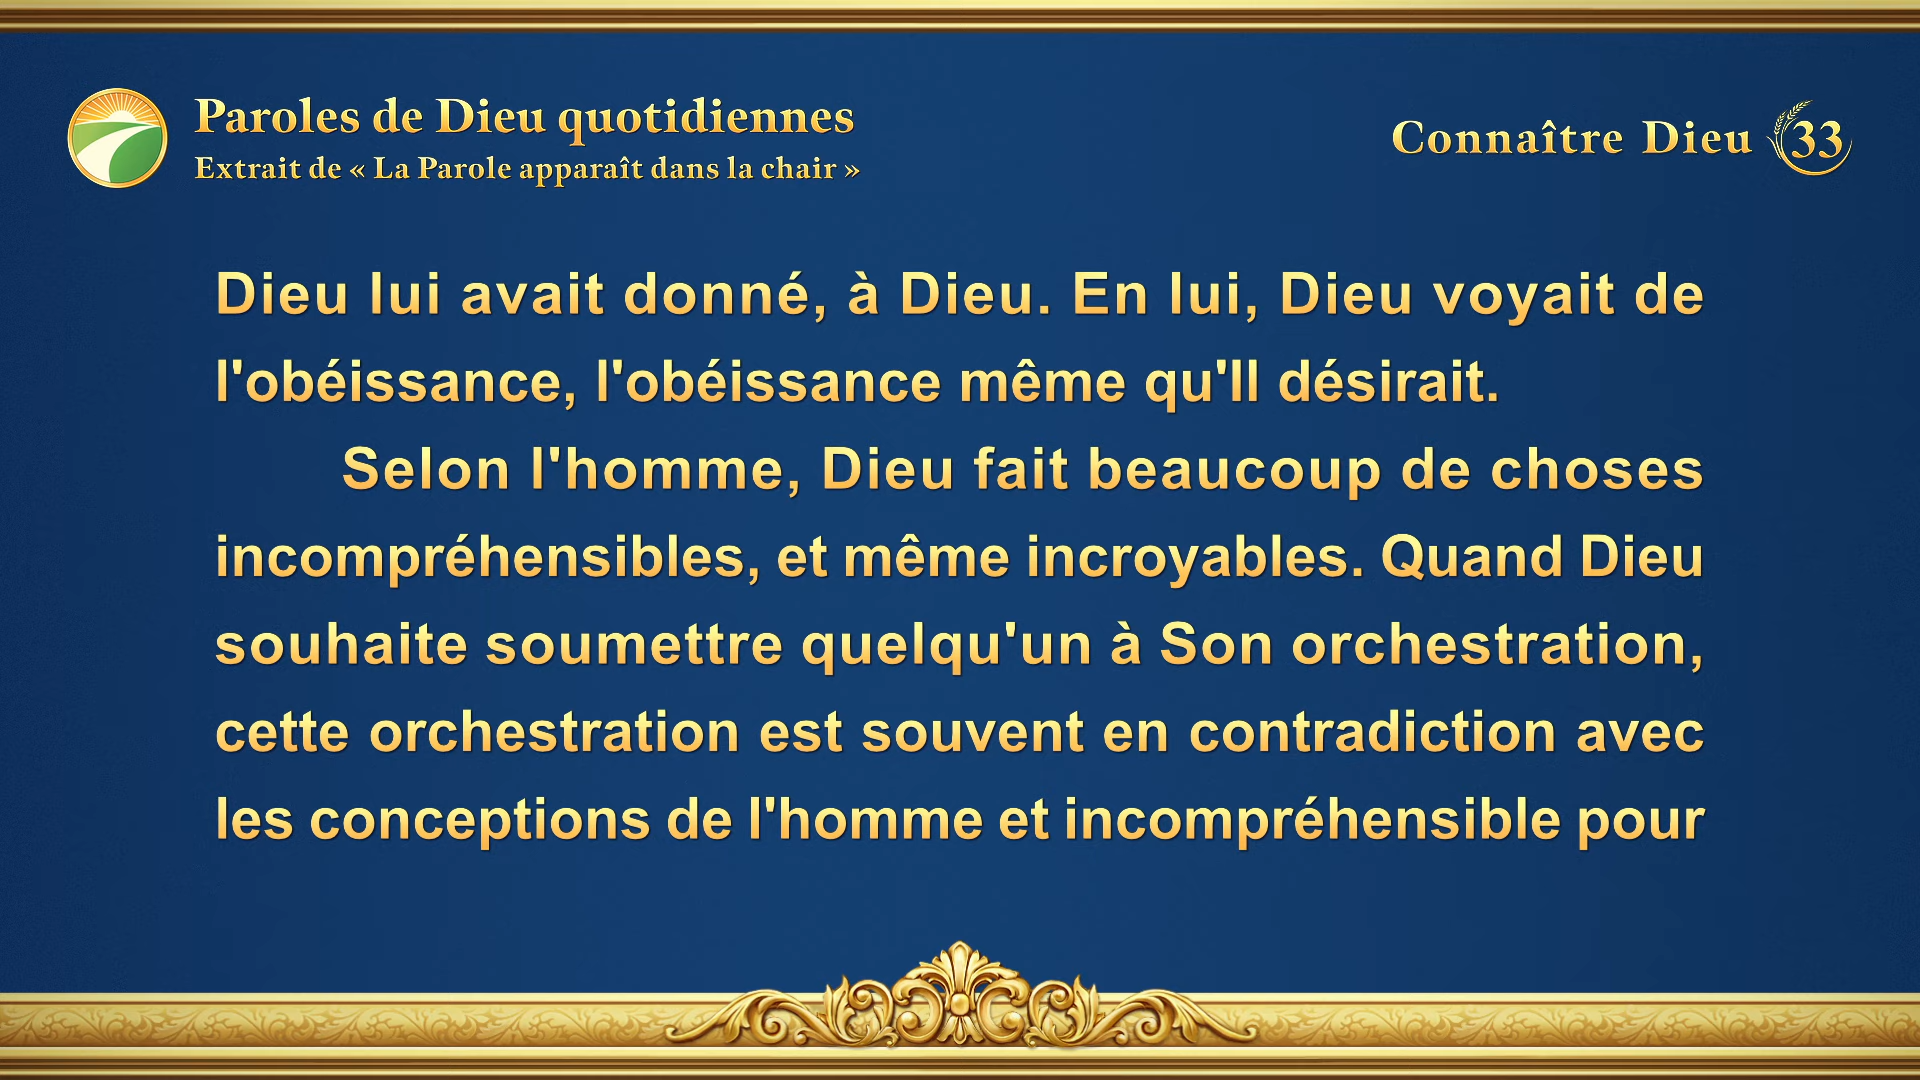 Paroles de Dieu quotidiennes
Extrait de « La Parole apparaît dans la chair »
Connaître Dieu 33
Dieu lui avait donné, à Dieu. En lui, Dieu voyait de
l'obéissance, l'obéissance même qu'Il désirait.
Selon l'homme, Dieu fait beaucoup de choses
incompréhensibles, et même incroyables. Quand Dieu
souhaite soumettre quelqu'un à Son orchestration,
cette orchestration est souvent en contradiction avec
les conceptions de l'homme et incompréhensible pour